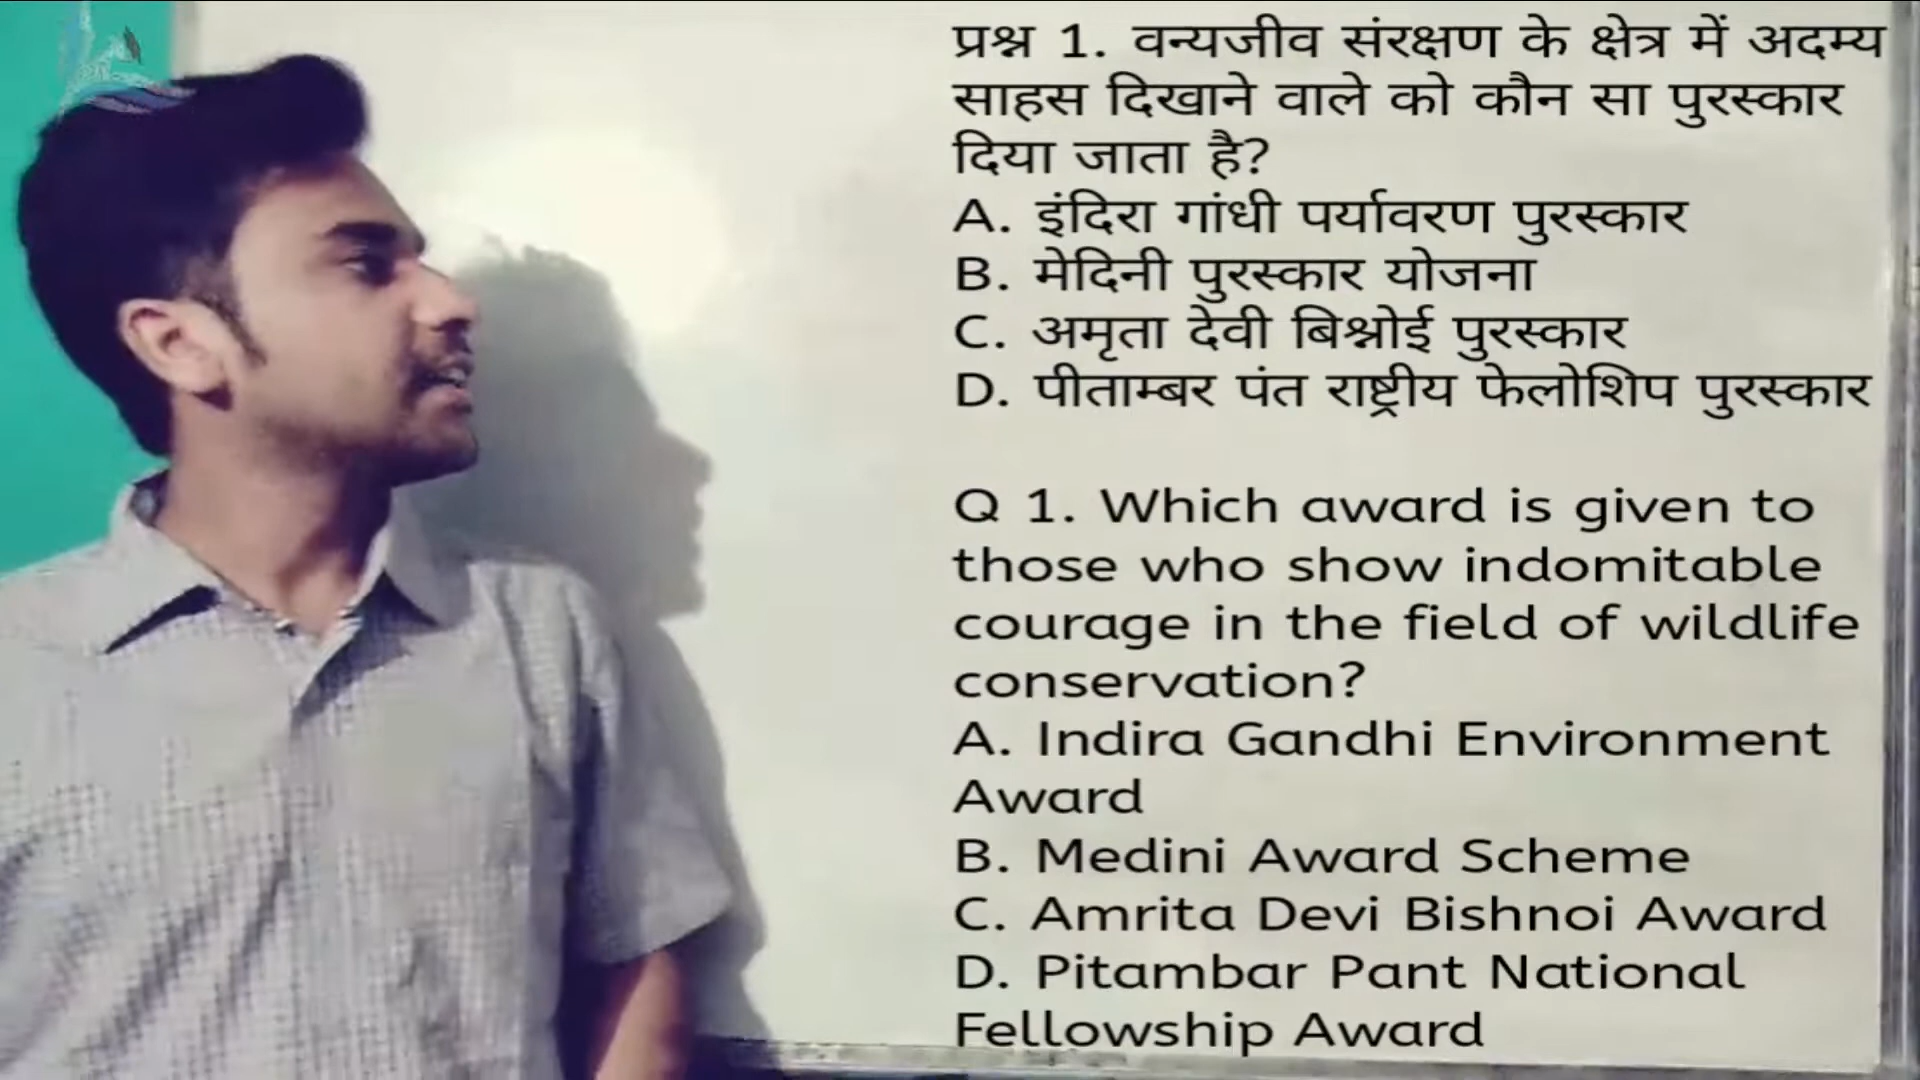 प्रश्न 1. वन्यजीव संरक्षण के क्षेत्र में अदम्य
साहस दिखाने वाले को कौन सा पुरस्कार
दिया जाता है?
A. इंदिरा गांधी पर्यावरण पुरस्कार
B. मेदिनी पुरस्कार योजना
C. अमृता देवी बिश्नोई पुरस्कार
D. पीताम्बर पंत राष्ट्रीय फेलोशिप पुरस्कार
Q 1. Which award is given to
those who show indomitable
courage in the field of wildlife
conservation?
A. Indira Gandhi Environment
Award
B. Medini Award Scheme
C. Amrita Devi Bishnoi Award
D. Pitambar Pant National
Fellowship Award